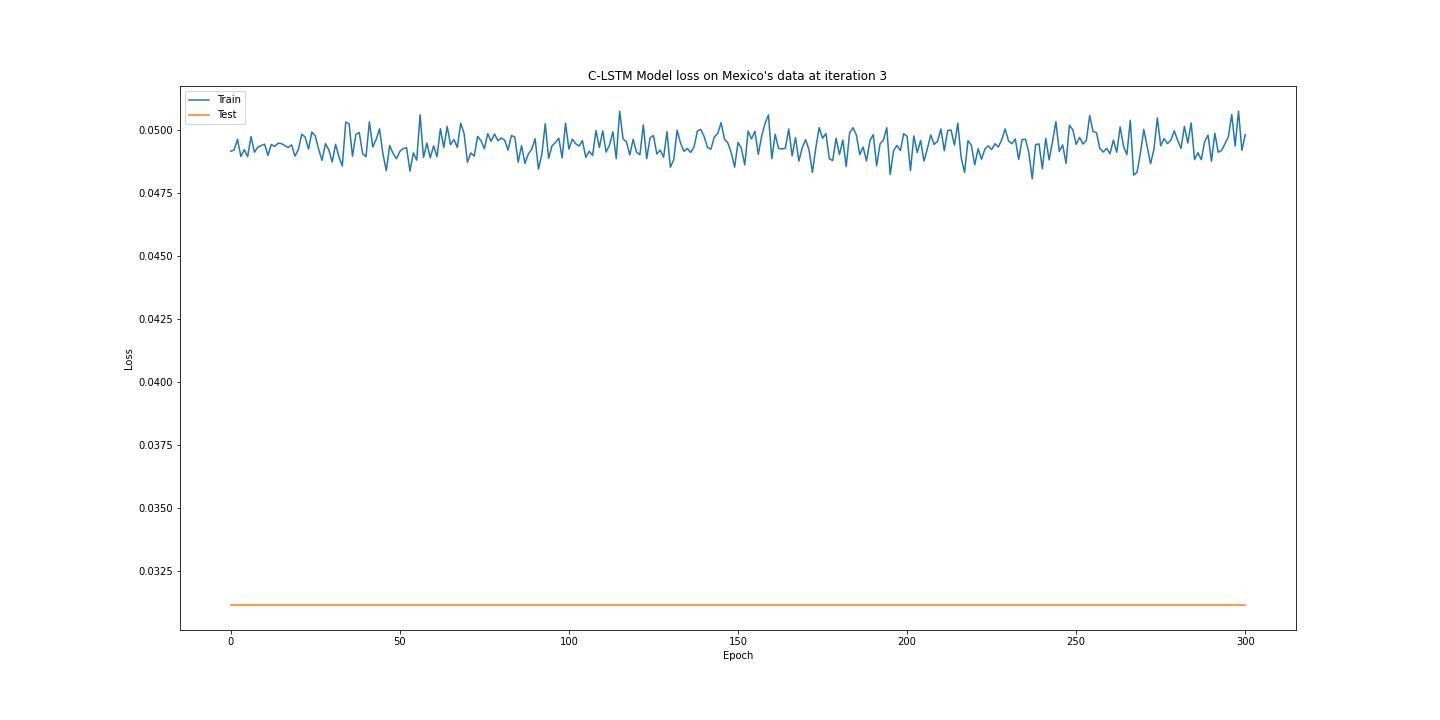 C-LSTM Model loss on Mexico's data at iteration 3
Train
Test
0.0500
0.0475
0.0450
0.0425
0.0400
0.0375
0.0350
0.0325
Loss
0 50 100 150 200 250 300
Epoch